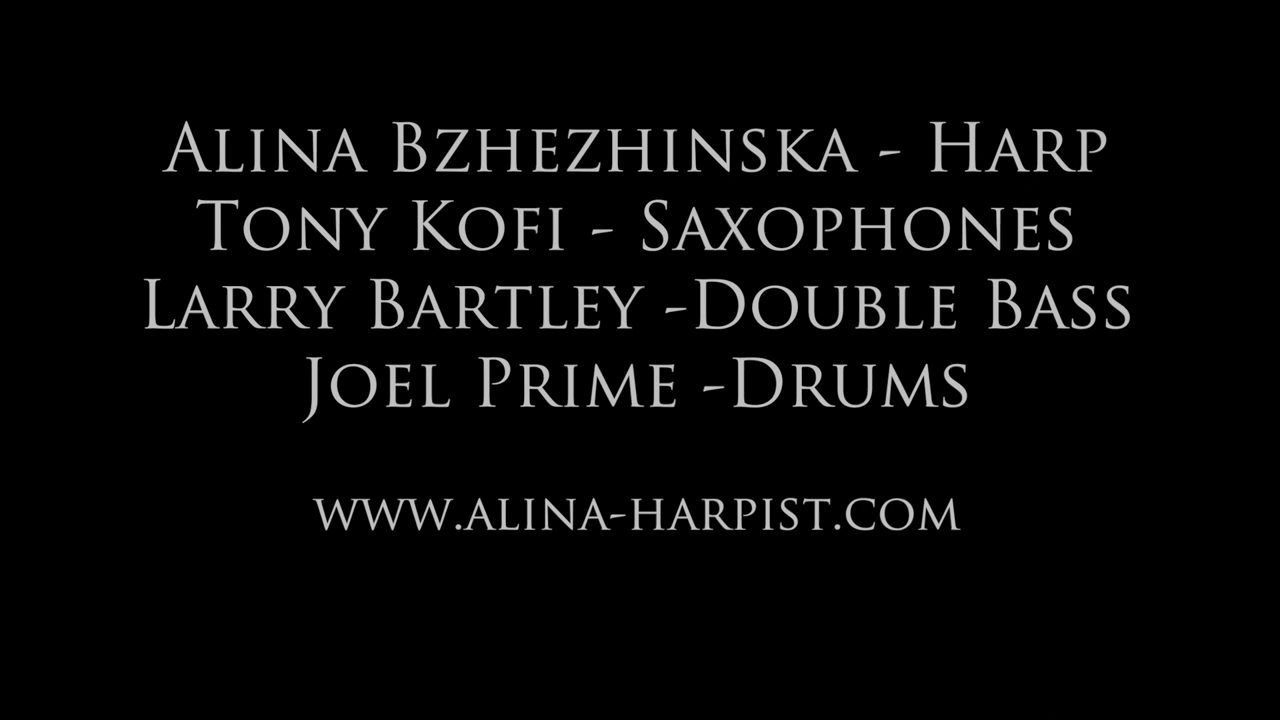 Alina Bzhezhinska - Harp
Tony Kofi - Saxophones
Larry Bartley -Double Bass
Joel Prime -Drums
www.alina-harpist.com